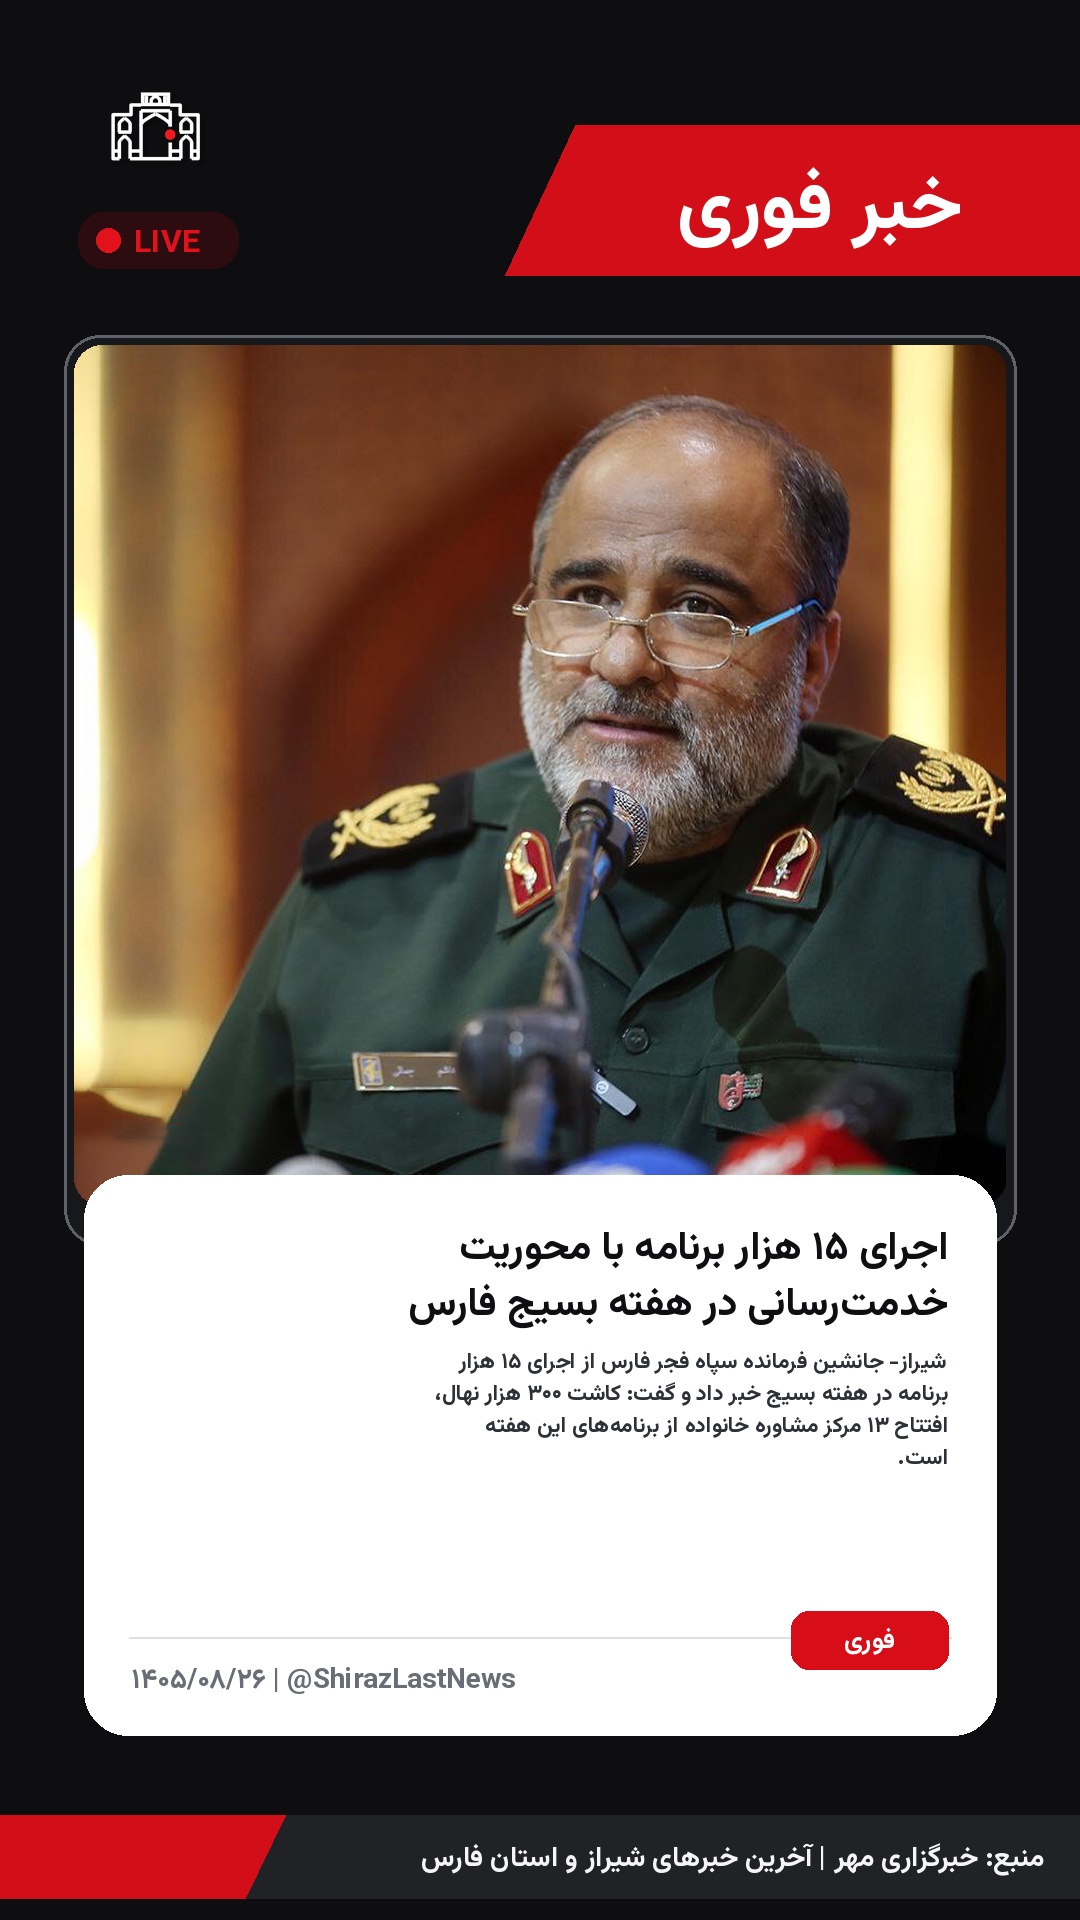 خبر فوری
LIVE
اجرای ۱۵ هزار برنامه با محوریت
خدمت‌رسانی در هفته بسیج فارس
شیراز- جانشین فرمانده سپاه فجر فارس از اجرای ۱۵ هزار
برنامه در هفته بسیج خبر داد و گفت: کاشت ۳۰۰ هزار نهال،
افتتاح ۱۳ مرکز مشاوره خانواده از برنامه‌های این هفته
است.
فوری
۱۴۰۵/۰۸/۲۶ | @ShirazLastNews
منبع: خبرگزاری مهر | آخرین خبرهای شیراز و استان فارس